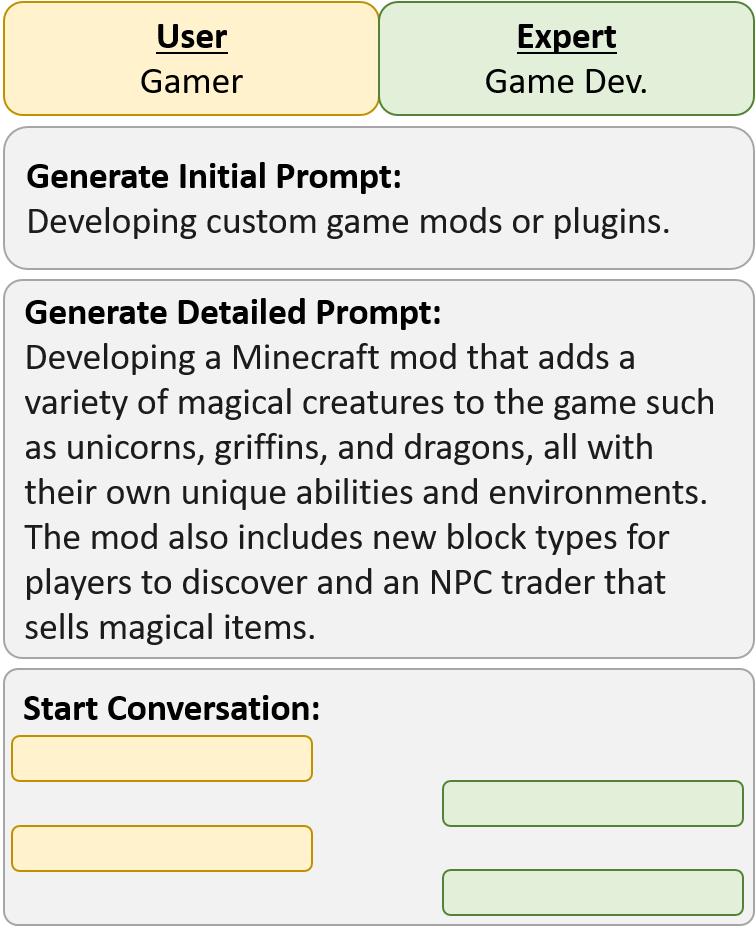 User
Gamer
Expert
Game Dev.
Generate Initial Prompt:
Developing custom game mods or plugins.
Generate Detailed Prompt:
Developing a Minecraft mod that adds a
variety of magical creatures to the game such
as unicorns, griffins, and dragons, all with
their own unique abilities and environments.
The mod also includes new block types for
players to discover and an NPC trader that
sells magical items.
Start Conversation: